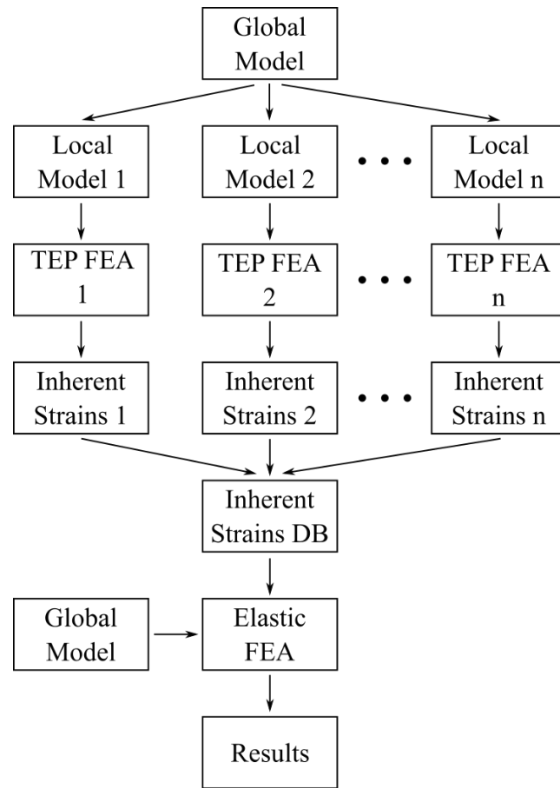 Global
Model
Local
Model 1
Local
Model 2
Local
Model n
TEP FEA
1
TEP FEA
2
TEP FEA
n
Inherent
Strains 1
Inherent
Strains 2
Inherent
Strains n
Inherent
Strains DB
Global
Model
Elastic
FEA
Results